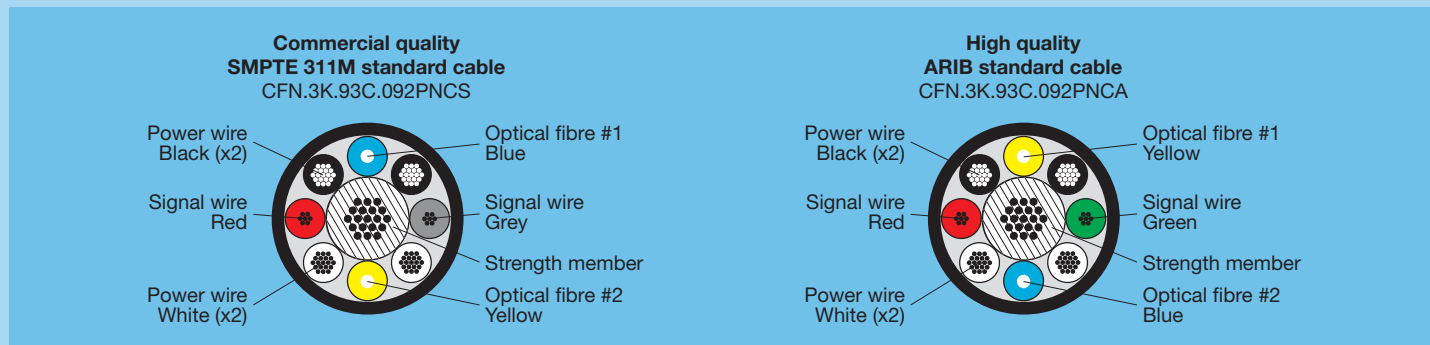 Commercial quality
SMPTE 311M standard cable
CFN.3K.93C.092PNCS
Power wire
Black (x2)
Optical fibre #1
Blue
Signal wire
Red
Signal wire
Grey
Strength member
Power wire
White (x2)
Optical fibre #2
Yellow
High quality
ARIB standard cable
CFN.3K.93C.092PNCA
Power wire
Black (x2)
Optical fibre #1
Yellow
Signal wire
Red
Signal wire
Green
Strength member
Power wire
White (x2)
Optical fibre #2
Blue